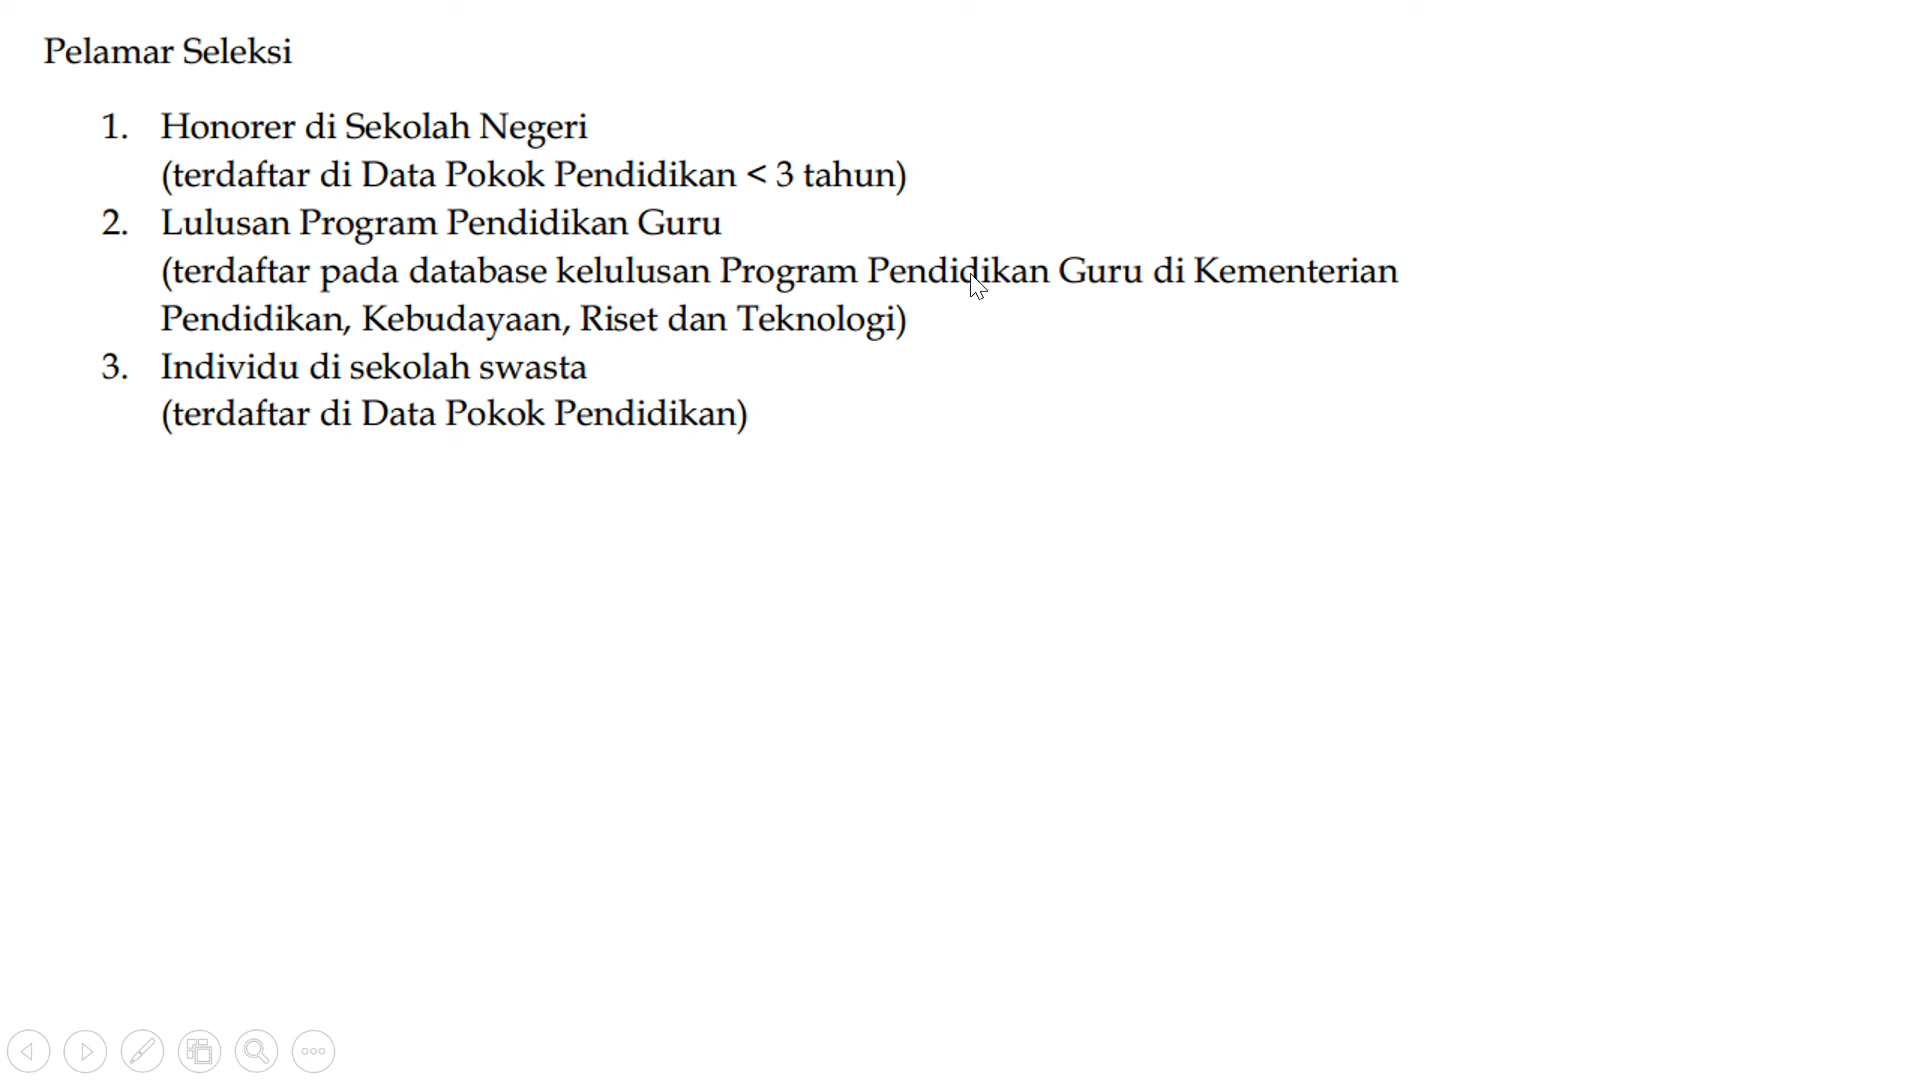 Pelamar Seleksi
1. Honorer di Sekolah Negeri
(terdaftar di Data Pokok Pendidikan < 3 tahun)
2. Lulusan Program Pendidikan Guru
(terdaftar pada database kelulusan Program Pendidikan Guru di Kementerian
Pendidikan, Kebudayaan, Riset dan Teknologi)
3. Individu di sekolah swasta
(terdaftar di Data Pokok Pendidikan)